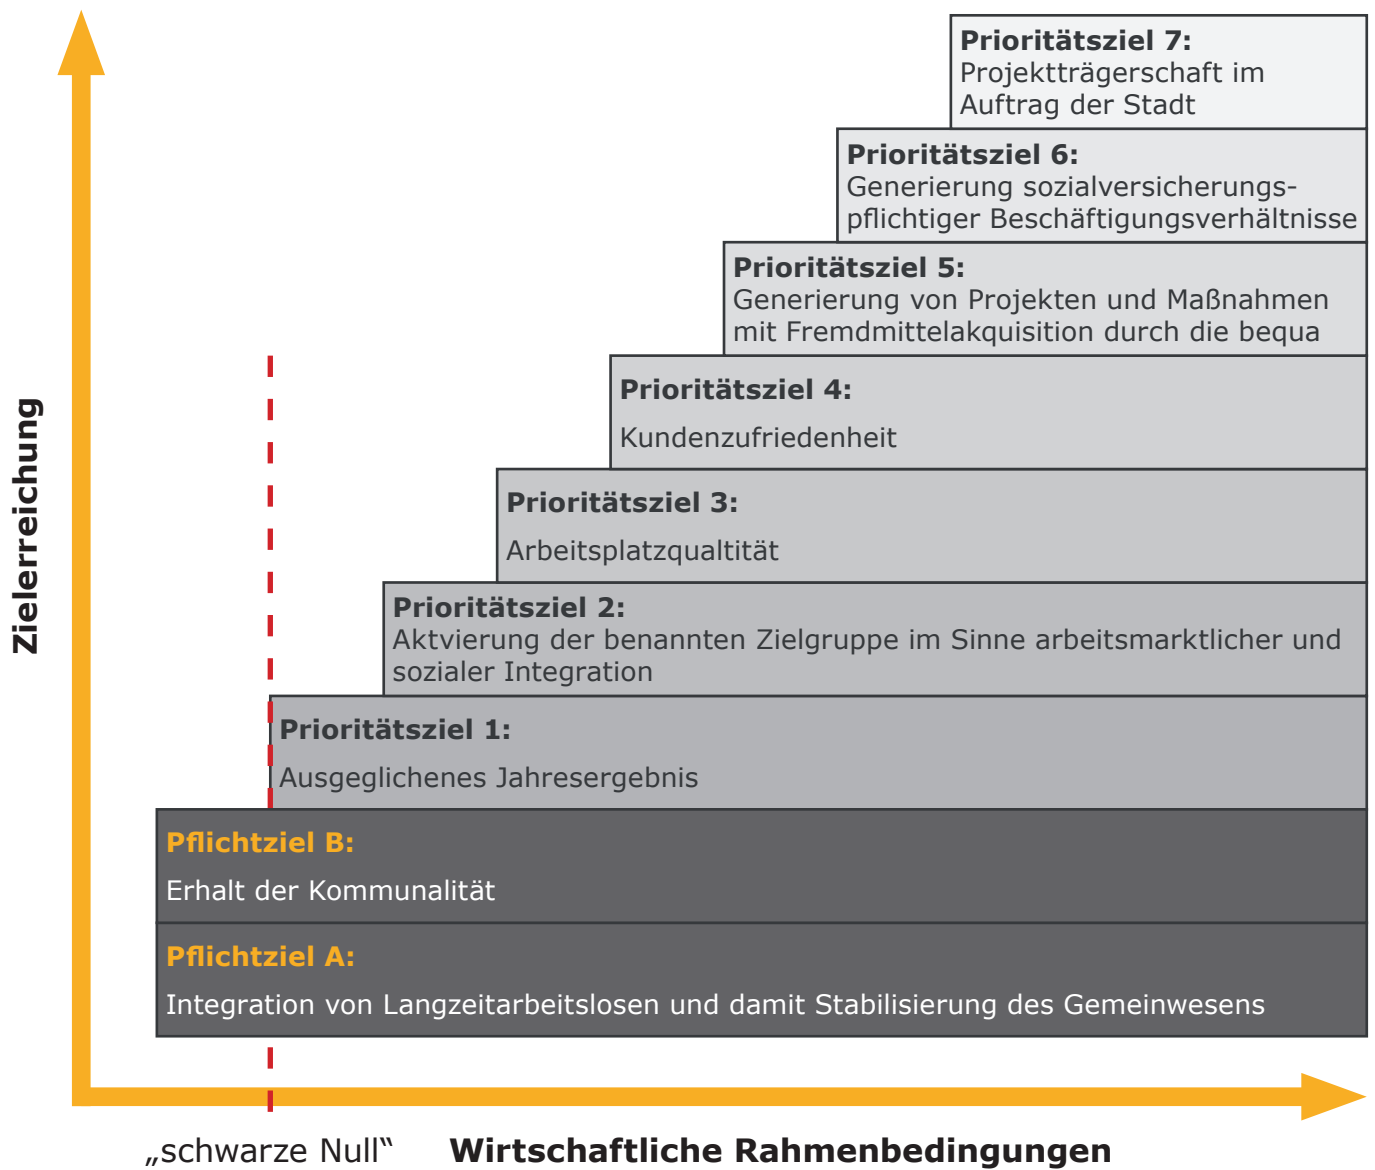 Prioritätsziel 7:
Projektträgerschaft im
Auftrag der Stadt
Prioritätsziel 6:
Generierung sozialversicherungs-
pflichtiger Beschäftigungsverhältnisse
Prioritätsziel 5:
Generierung von Projekten und Maßnahmen
mit Fremdmittelakquisition durch die bequa
Prioritätsziel 4:
Kundenzufriedenheit
Prioritätsziel 3:
Arbeitsplatzqualtität
Prioritätsziel 2:
Aktvierung der benannten Zielgruppe im Sinne arbeitsmarktlicher und
sozialer Integration
Prioritätsziel 1:
Ausgeglichenes Jahresergebnis
Pflichtziel B:
Erhalt der Kommunalität
Pflichtziel A:
Integration von Langzeitarbeitslosen und damit Stabilisierung des Gemeinwesens
Zielerreichung
„schwarze Null“ Wirtschaftliche Rahmenbedingungen